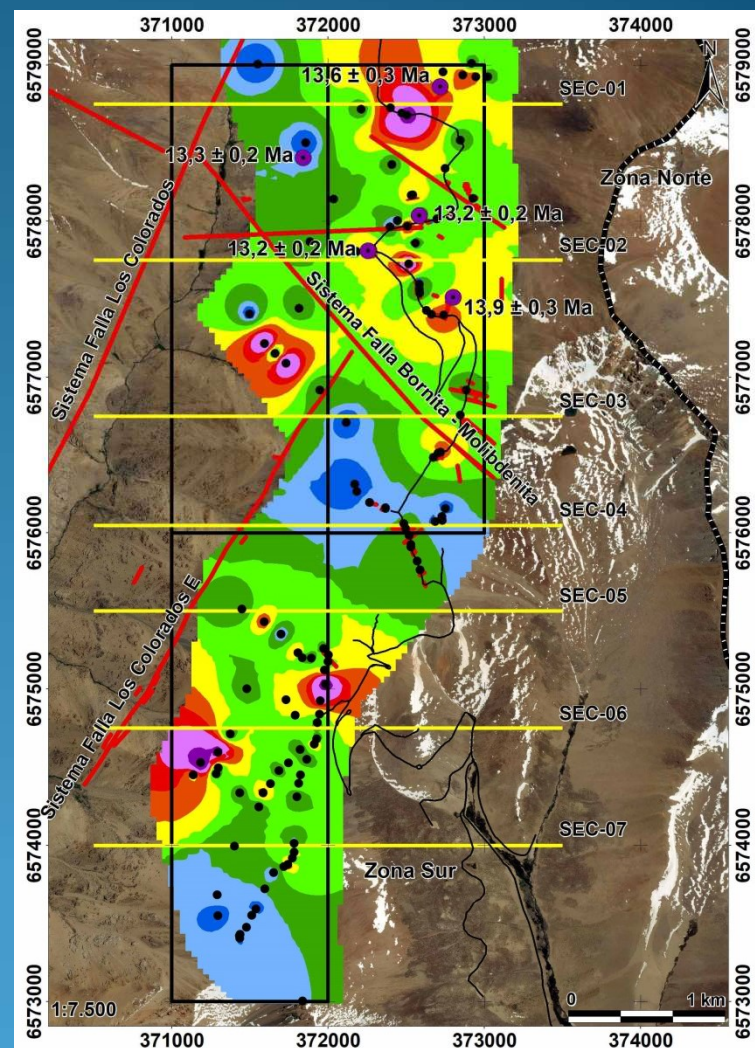 371000 372000 373000 374000
6579000
6579000
N
13,6 ± 0,3 Ma
SEC-01
13,3 ± 0,2 Ma
Zona Norte
6578000
6578000
13,2 ± 0,2 Ma
13,2 ± 0,2 Ma
SEC-02
13,9 ± 0,3 Ma
Sistema Falla Los Colorados
Sistema Falla Bornita - Molibdenita
6577000
6577000
SEC-03
SEC-04
6576000
6576000
SEC-05
Sistema Falla Los Colorados E
6575000
6575000
SEC-06
SEC-07
6574000
6574000
Zona Sur
1:7.500
0 1 km
6573000
6573000
371000 372000 373000 374000